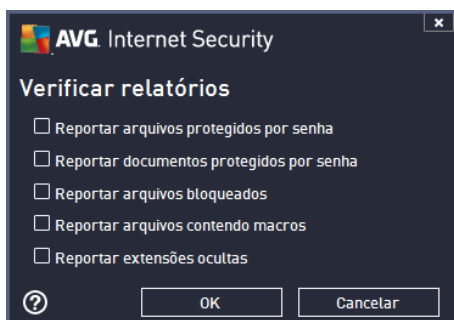 AVG. Internet Security
x
Verificar relatórios
Reportar arquivos protegidos por senha
Reportar documentos protegidos por senha
Reportar arquivos bloqueados
Reportar arquivos contendo macros
Reportar extensões ocultas
?
OK
Cancelar